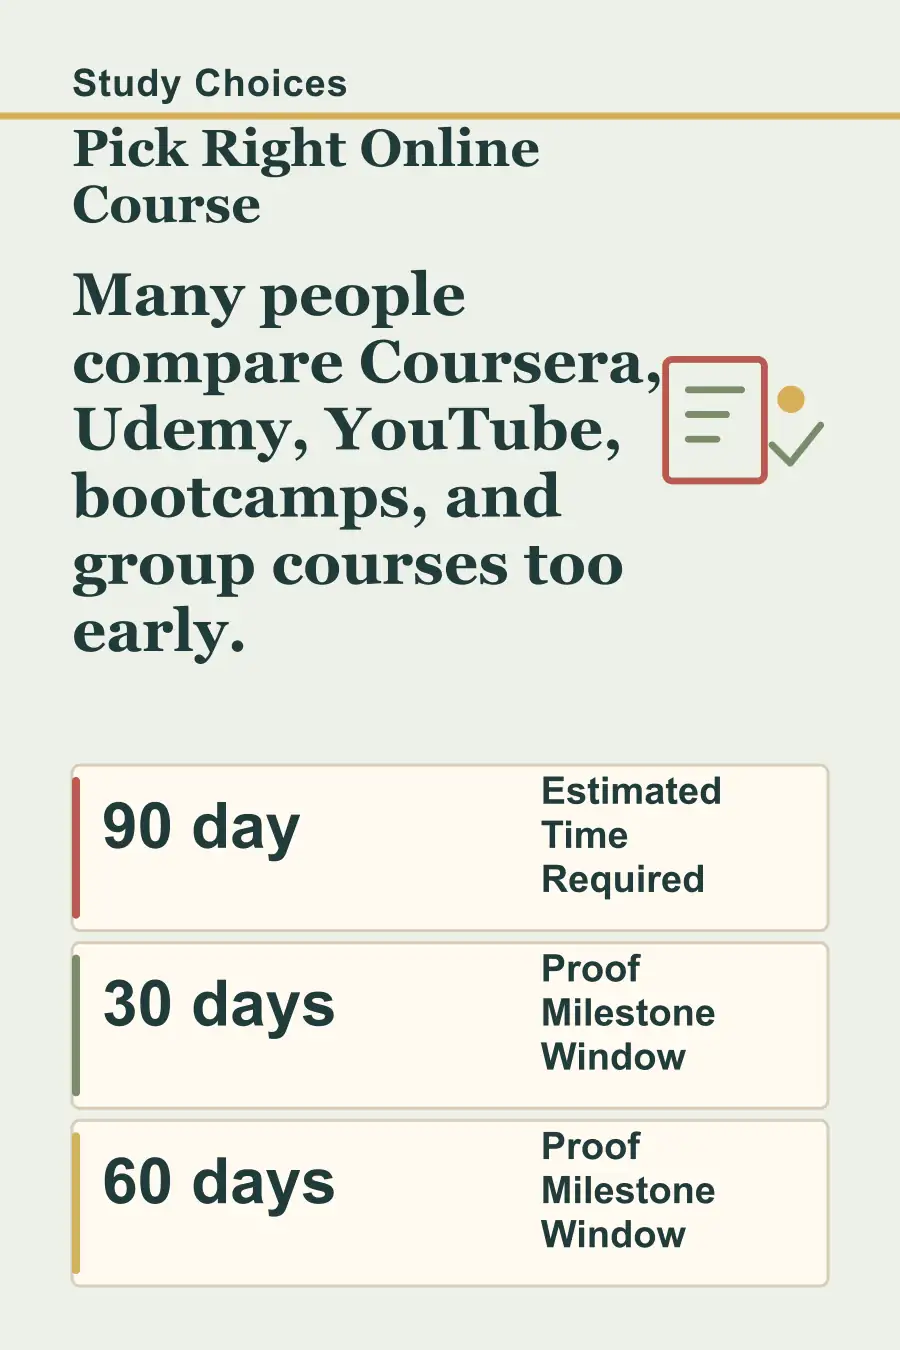 Study Choices
Pick Right Online
Course
Many people
compare Coursera,
Udemy, YouTube,
bootcamps, and
group courses too
early.
90 day
Estimated
Time
Required
30 days
Proof
Milestone
Window
60 days
Proof
Milestone
Window